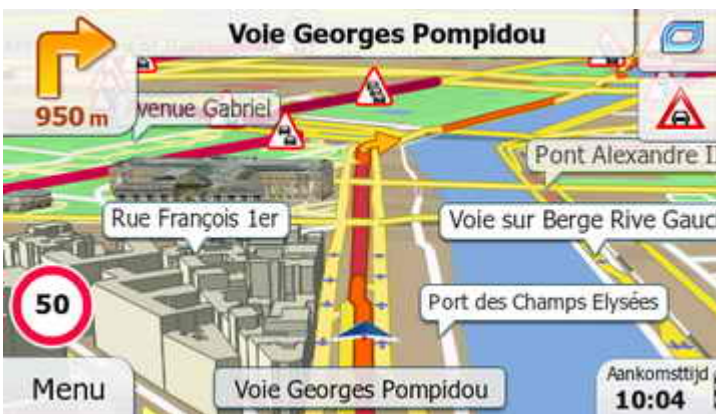 Voie Georges Pompidou
950 m
venue Gabriel
Pont Alexandre I
Rue François 1er
Voie sur Berge Rive Gauc
50
Port des Champs Elysées
Menu
Voie Georges Pompidou
Aankomsttijd
10:04